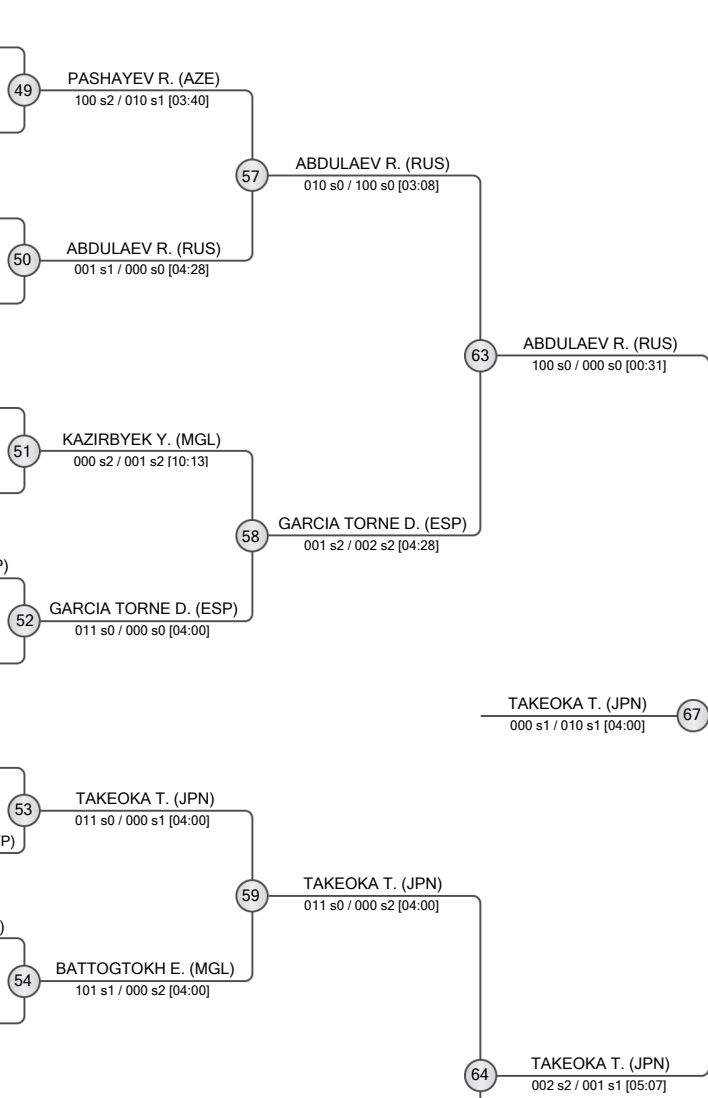 49
PASHAYEV R. (AZE)
100 s2 / 010 s1 [03:40]
57
ABDULAEV R. (RUS)
010 s0 / 100 s0 [03:08]
50
ABDULAEV R. (RUS)
001 s1 / 000 s0 [04:28]
63
ABDULAEV R. (RUS)
100 s0 / 000 s0 [00:31]
51
KAZIRBYEK Y. (MGL)
000 s2 / 001 s2 [10:13]
58
GARCIA TORNE D. (ESP)
001 s2 / 002 s2 [04:28]
52
GARCIA TORNE D. (ESP)
011 s0 / 000 s0 [04:00]
TAKEOKA T. (JPN)
000 s1 / 010 s1 [04:00]
67
53
TAKEOKA T. (JPN)
011 s0 / 000 s1 [04:00]
P)
59
TAKEOKA T. (JPN)
011 s0 / 000 s2 [04:00]
54
BATTOGTOKH E. (MGL)
101 s1 / 000 s2 [04:00]
64
TAKEOKA T. (JPN)
002 s2 / 001 s1 [05:07]